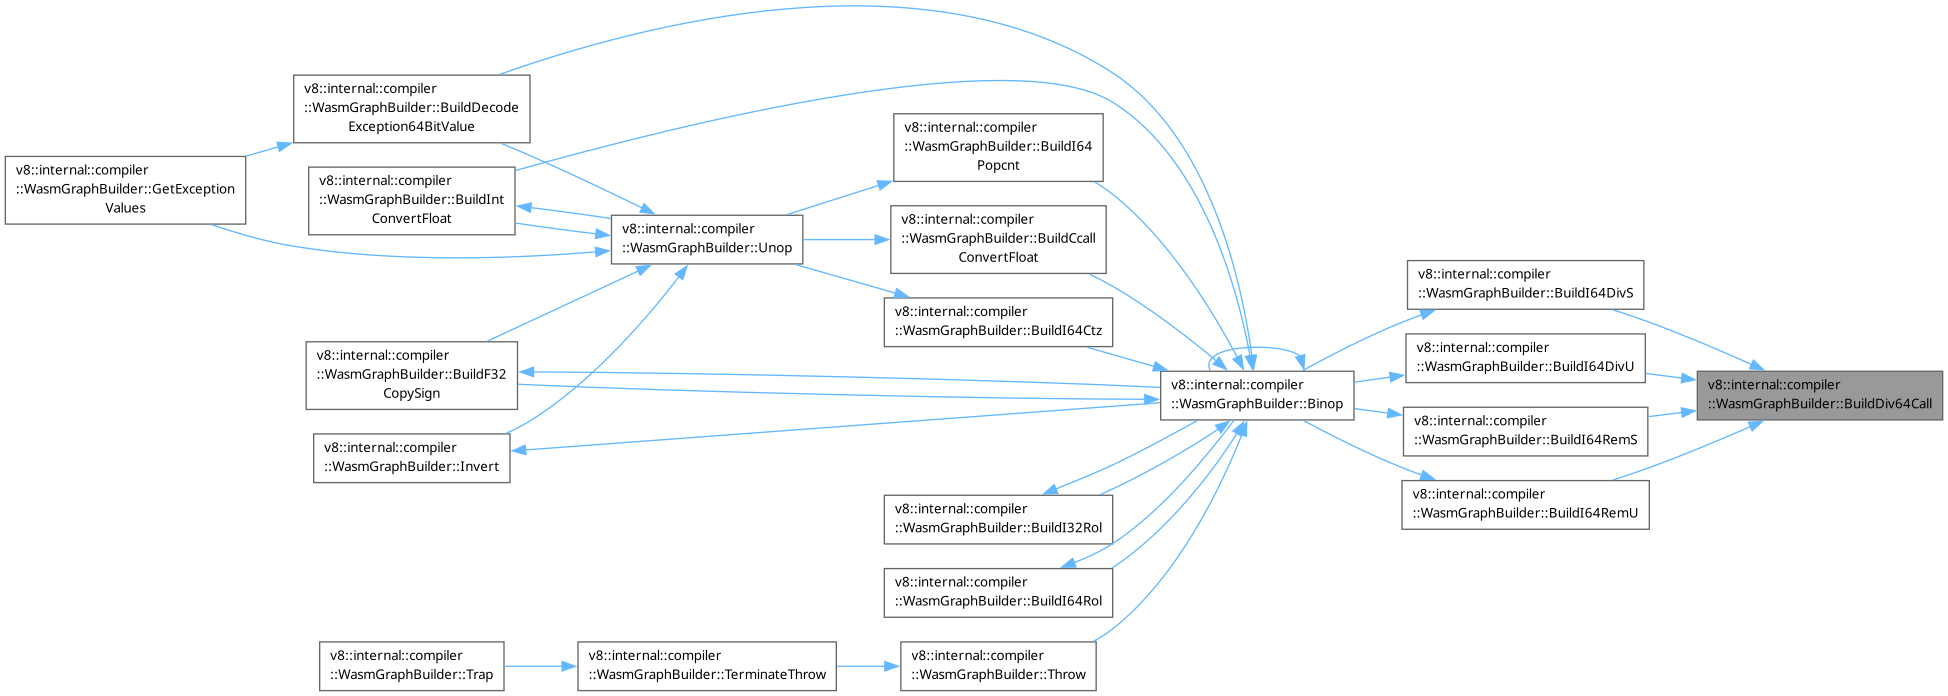 v8::internal::compiler
::WasmGraphBuilder::GetException
Values
v8::internal::compiler
::WasmGraphBuilder::BuildDecode
Exception64BitValue
v8::internal::compiler
::WasmGraphBuilder::BuildInt
ConvertFloat
v8::internal::compiler
::WasmGraphBuilder::BuildF32
CopySign
v8::internal::compiler
::WasmGraphBuilder::Invert
v8::internal::compiler
::WasmGraphBuilder::Trap
v8::internal::compiler
::WasmGraphBuilder::Unop
v8::internal::compiler
::WasmGraphBuilder::TerminateThrow
v8::internal::compiler
::WasmGraphBuilder::BuildI64
Popcnt
v8::internal::compiler
::WasmGraphBuilder::BuildCcall
ConvertFloat
v8::internal::compiler
::WasmGraphBuilder::BuildI64Ctz
v8::internal::compiler
::WasmGraphBuilder::BuildI32Rol
v8::internal::compiler
::WasmGraphBuilder::BuildI64Rol
v8::internal::compiler
::WasmGraphBuilder::Throw
v8::internal::compiler
::WasmGraphBuilder::Binop
v8::internal::compiler
::WasmGraphBuilder::BuildI64DivS
v8::internal::compiler
::WasmGraphBuilder::BuildI64DivU
v8::internal::compiler
::WasmGraphBuilder::BuildI64RemS
v8::internal::compiler
::WasmGraphBuilder::BuildI64RemU
v8::internal::compiler
::WasmGraphBuilder::BuildDiv64Call